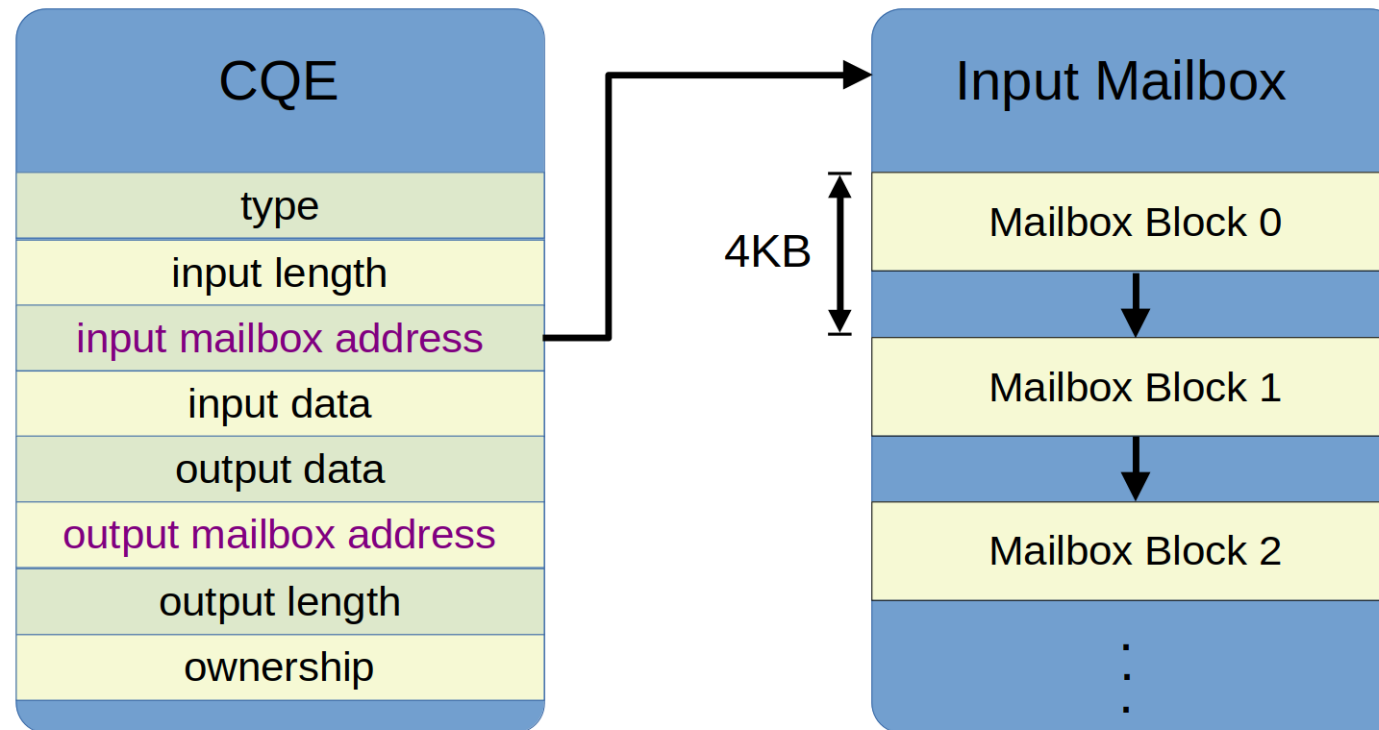 CQE
type
input length
input mailbox address
input data
output data
output mailbox address
output length
ownership
4KB
Input Mailbox
Mailbox Block 0
Mailbox Block 1
Mailbox Block 2
.
.
.